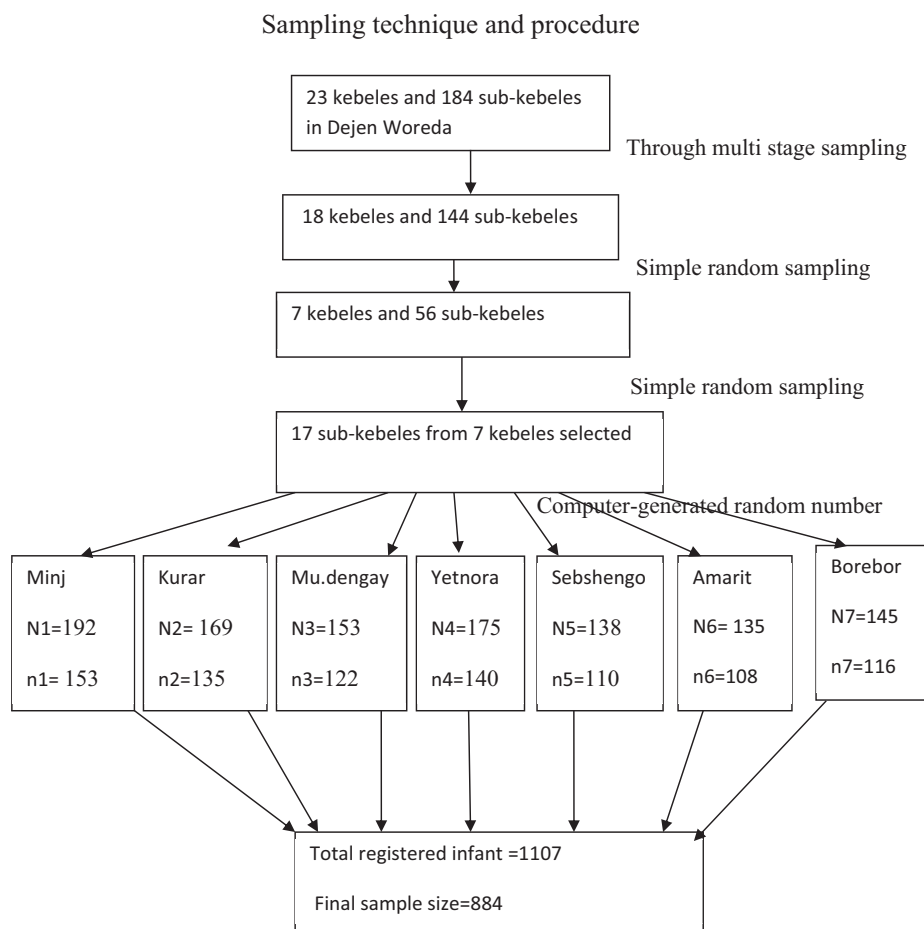 Sampling technique and procedure
23 kebeles and 184 sub-kebeles
in Dejen Woreda
Through multi stage sampling
18 kebeles and 144 sub-kebeles
Simple random sampling
7 kebeles and 56 sub-kebeles
Simple random sampling
17 sub-kebeles from 7 kebeles selected
Computer-generated random number
Minj
N1=192
n1= 153
Kurar
N2= 169
n2=135
Mu.dengay
N3=153
n3=122
Yetnora
N4=175
n4=140
Sebshengo
N5=138
n5=110
Amarit
N6= 135
n6=108
Borebor
N7=145
n7=116
Total registered infant =1107
Final sample size=884